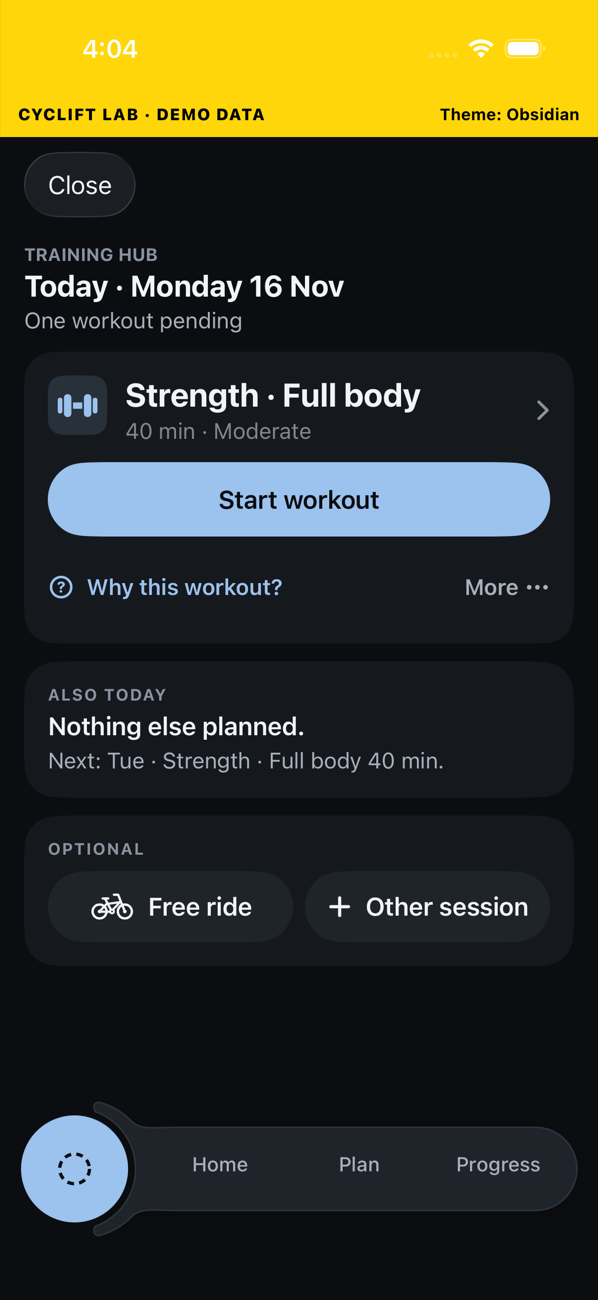 4:04
CYCLIFT LAB · DEMO DATA
Theme: Obsidian
Close
TRAINING HUB
Today · Monday 16 Nov
One workout pending
Strength · Full body
40 min · Moderate
Start workout
Why this workout?
More ···
ALSO TODAY
Nothing else planned.
Next: Tue · Strength · Full body 40 min.
OPTIONAL
Free ride
+ Other session
Home
Plan
Progress